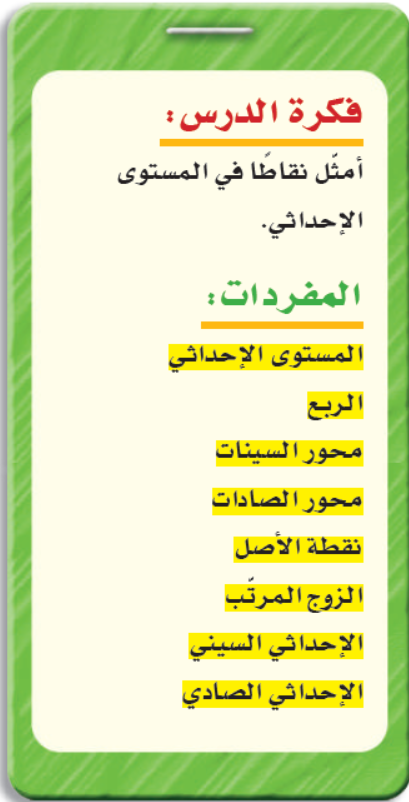 فكرة الدرس:
أمثّل نقاطًا في المستوى
الإحداثي.
المفردات:
المستوى الإحداثي
الربع
محور السينات
محور الصادات
نقطة الأصل
الزوج المرتّب
الإحداثي السيني
الإحداثي الصادي